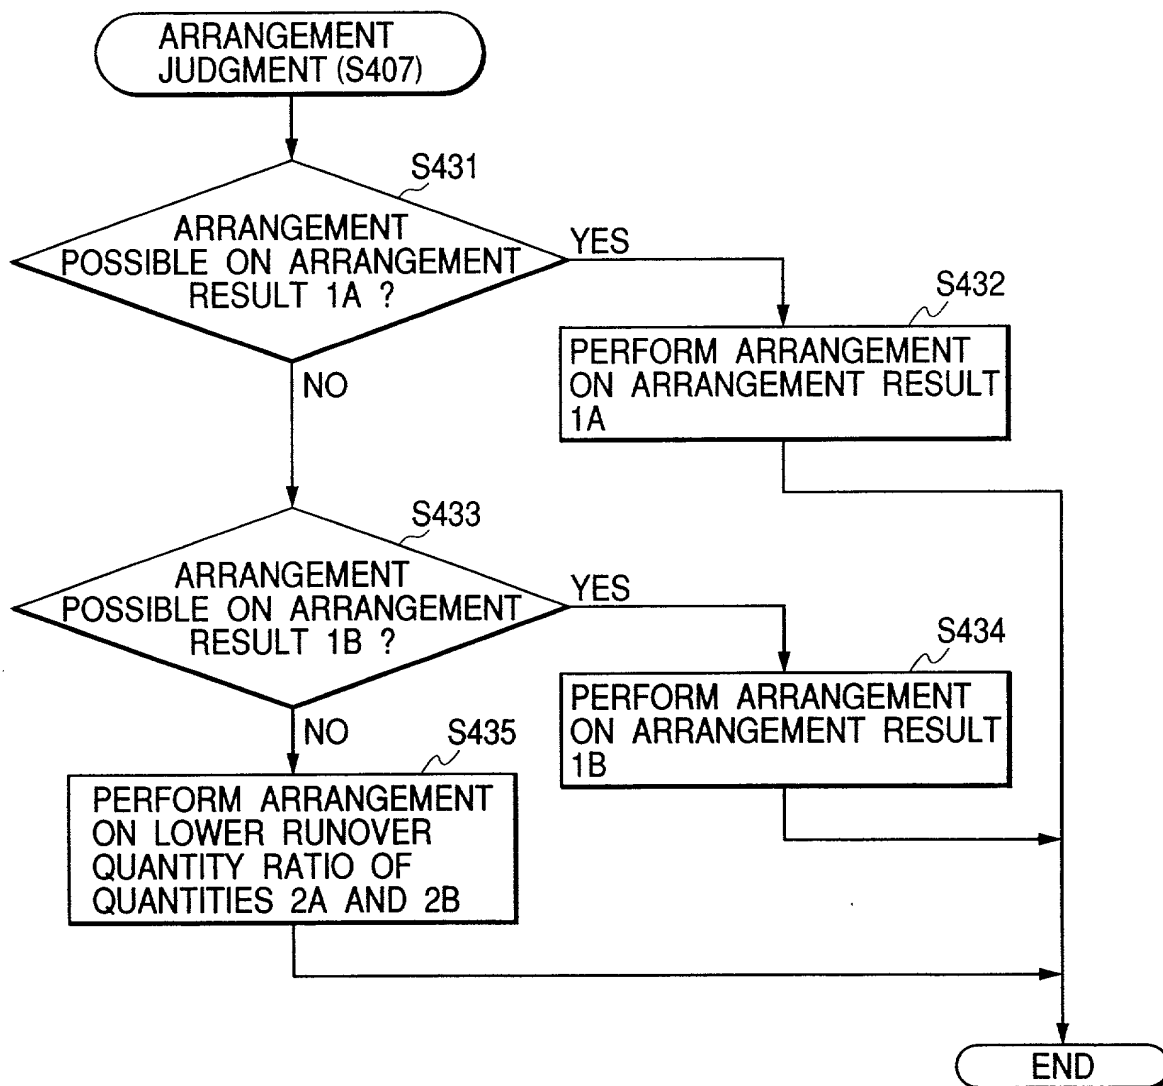 ARRANGEMENT
JUDGMENT (S407)
S431
ARRANGEMENT
POSSIBLE ON ARRANGEMENT
RESULT 1A ?
YES
NO
S432
PERFORM ARRANGEMENT
ON ARRANGEMENT RESULT
1A
S433
ARRANGEMENT
POSSIBLE ON ARRANGEMENT
RESULT 1B ?
YES
NO
S434
PERFORM ARRANGEMENT
ON ARRANGEMENT RESULT
1B
S435
PERFORM ARRANGEMENT
ON LOWER RUNOVER
QUANTITY RATIO OF
QUANTITIES 2A AND 2B
END